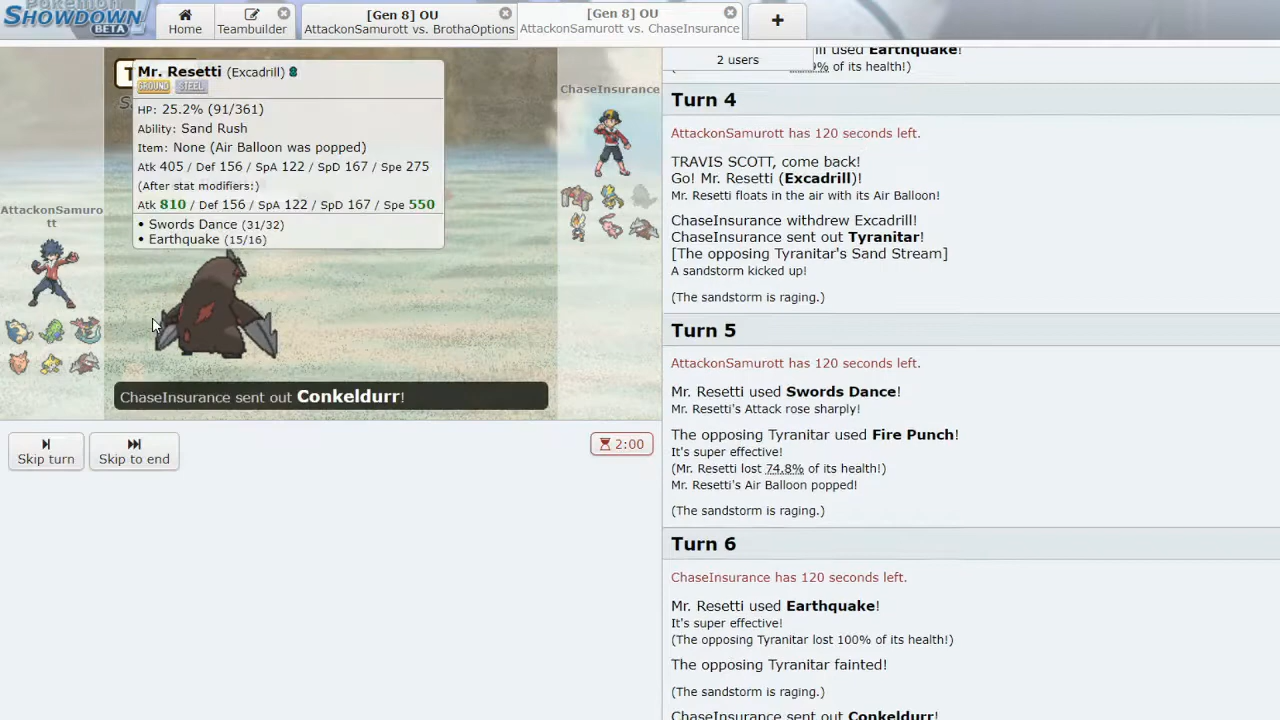 Pokémon
SHOWDOWN
BETA
Home
Teambuilder
[Gen 8] OU
AttackonSamurott vs. BrothaOptions
[Gen 8] OU
AttackonSamurott vs. ChaseInsurance
+
Mr. Resetti (Excadrill)
GROUND STEEL
HP: 25.2% (91/361)
Ability: Sand Rush
Item: None (Air Balloon was popped)
Atk 405 / Def 156 / SpA 122 / SpD 167 / Spe 275
(After stat modifiers:)
Atk 810 / Def 156 / SpA 122 / SpD 167 / Spe 550
• Swords Dance (31/32)
• Earthquake (15/16)
AttackonSamuro
tt
ChaseInsurance
ChaseInsurance sent out Conkeldurr!
Skip turn
Skip to end
2:00
2 users
ill used Earthquake!
9% of its health!)
Turn 4
AttackonSamurott has 120 seconds left.
TRAVIS SCOTT, come back!
Go! Mr. Resetti (Excadrill)!
Mr. Resetti floats in the air with its Air Balloon!
ChaseInsurance withdrew Excadrill!
ChaseInsurance sent out Tyranitar!
[The opposing Tyranitar's Sand Stream]
A sandstorm kicked up!
(The sandstorm is raging.)
Turn 5
AttackonSamurott has 120 seconds left.
Mr. Resetti used Swords Dance!
Mr. Resetti's Attack rose sharply!
The opposing Tyranitar used Fire Punch!
It's super effective!
(Mr. Resetti lost 74.8% of its health!)
Mr. Resetti's Air Balloon popped!
(The sandstorm is raging.)
Turn 6
ChaseInsurance has 120 seconds left.
Mr. Resetti used Earthquake!
It's super effective!
(The opposing Tyranitar lost 100% of its health!)
The opposing Tyranitar fainted!
(The sandstorm is raging.)
ChaseInsurance sent out Conkeldurr!